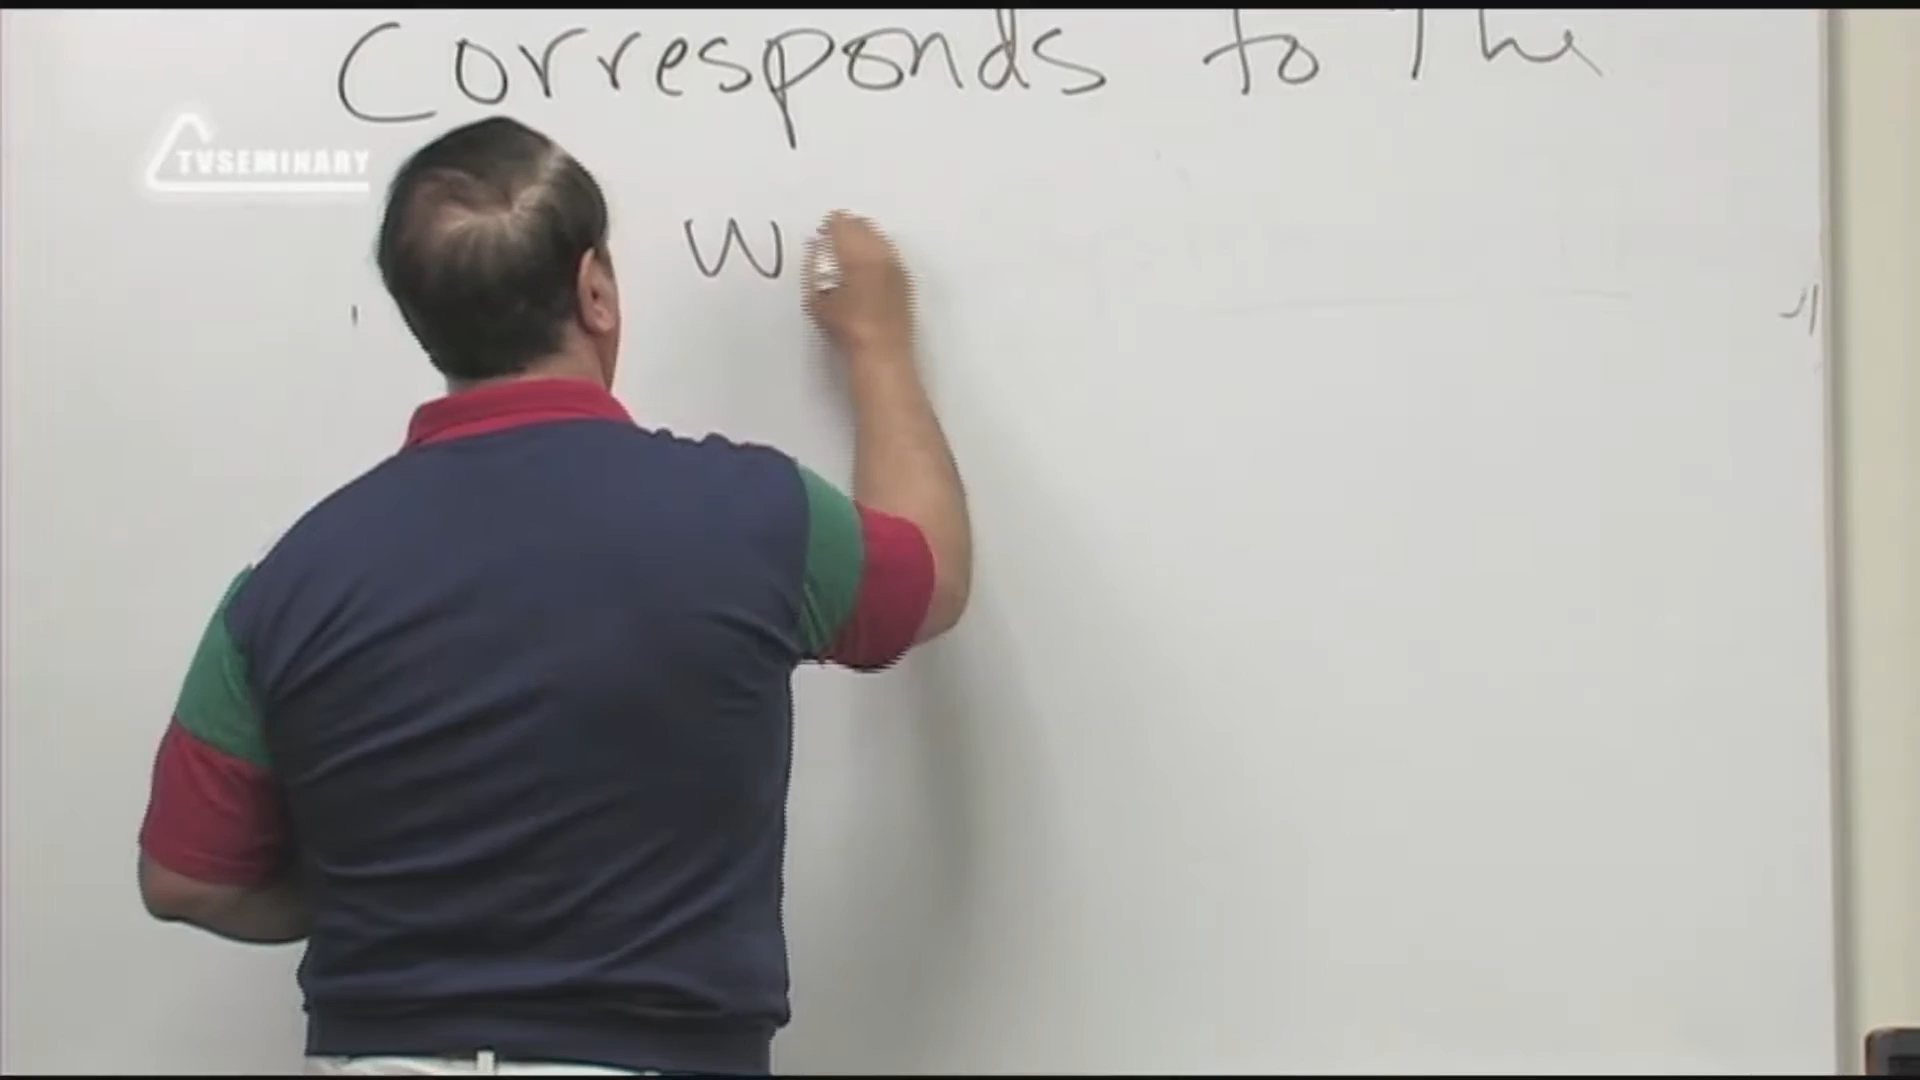 Corresponds to The
TVSEMINARY
W